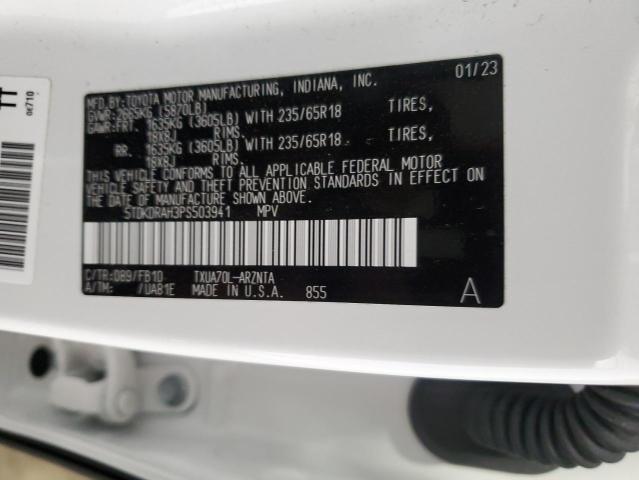 MFD.BY:TOYOTA MOTOR MANUFACTURING, INDIANA, INC. 01/23
GVWR:2665KG (5870LB)
GAWR:FRT. 1635KG (3605LB) WITH 235/65R18 TIRES,
18X8J RIMS.
RR. 1635KG (3605LB) WITH 235/65R18 TIRES,
18X8J RIMS.
THIS VEHICLE CONFORMS TO ALL APPLICABLE FEDERAL MOTOR
VEHICLE SAFETY AND THEFT PREVENTION STANDARDS IN EFFECT ON
THE DATE OF MANUFACTURE SHOWN ABOVE.
5TDKDRAH3PS503941 MPV
C/TR:089/FB10 TXUA70L-ARZNTA
A/TM: /UAB1E MADE IN U.S.A. 855 A
0E710